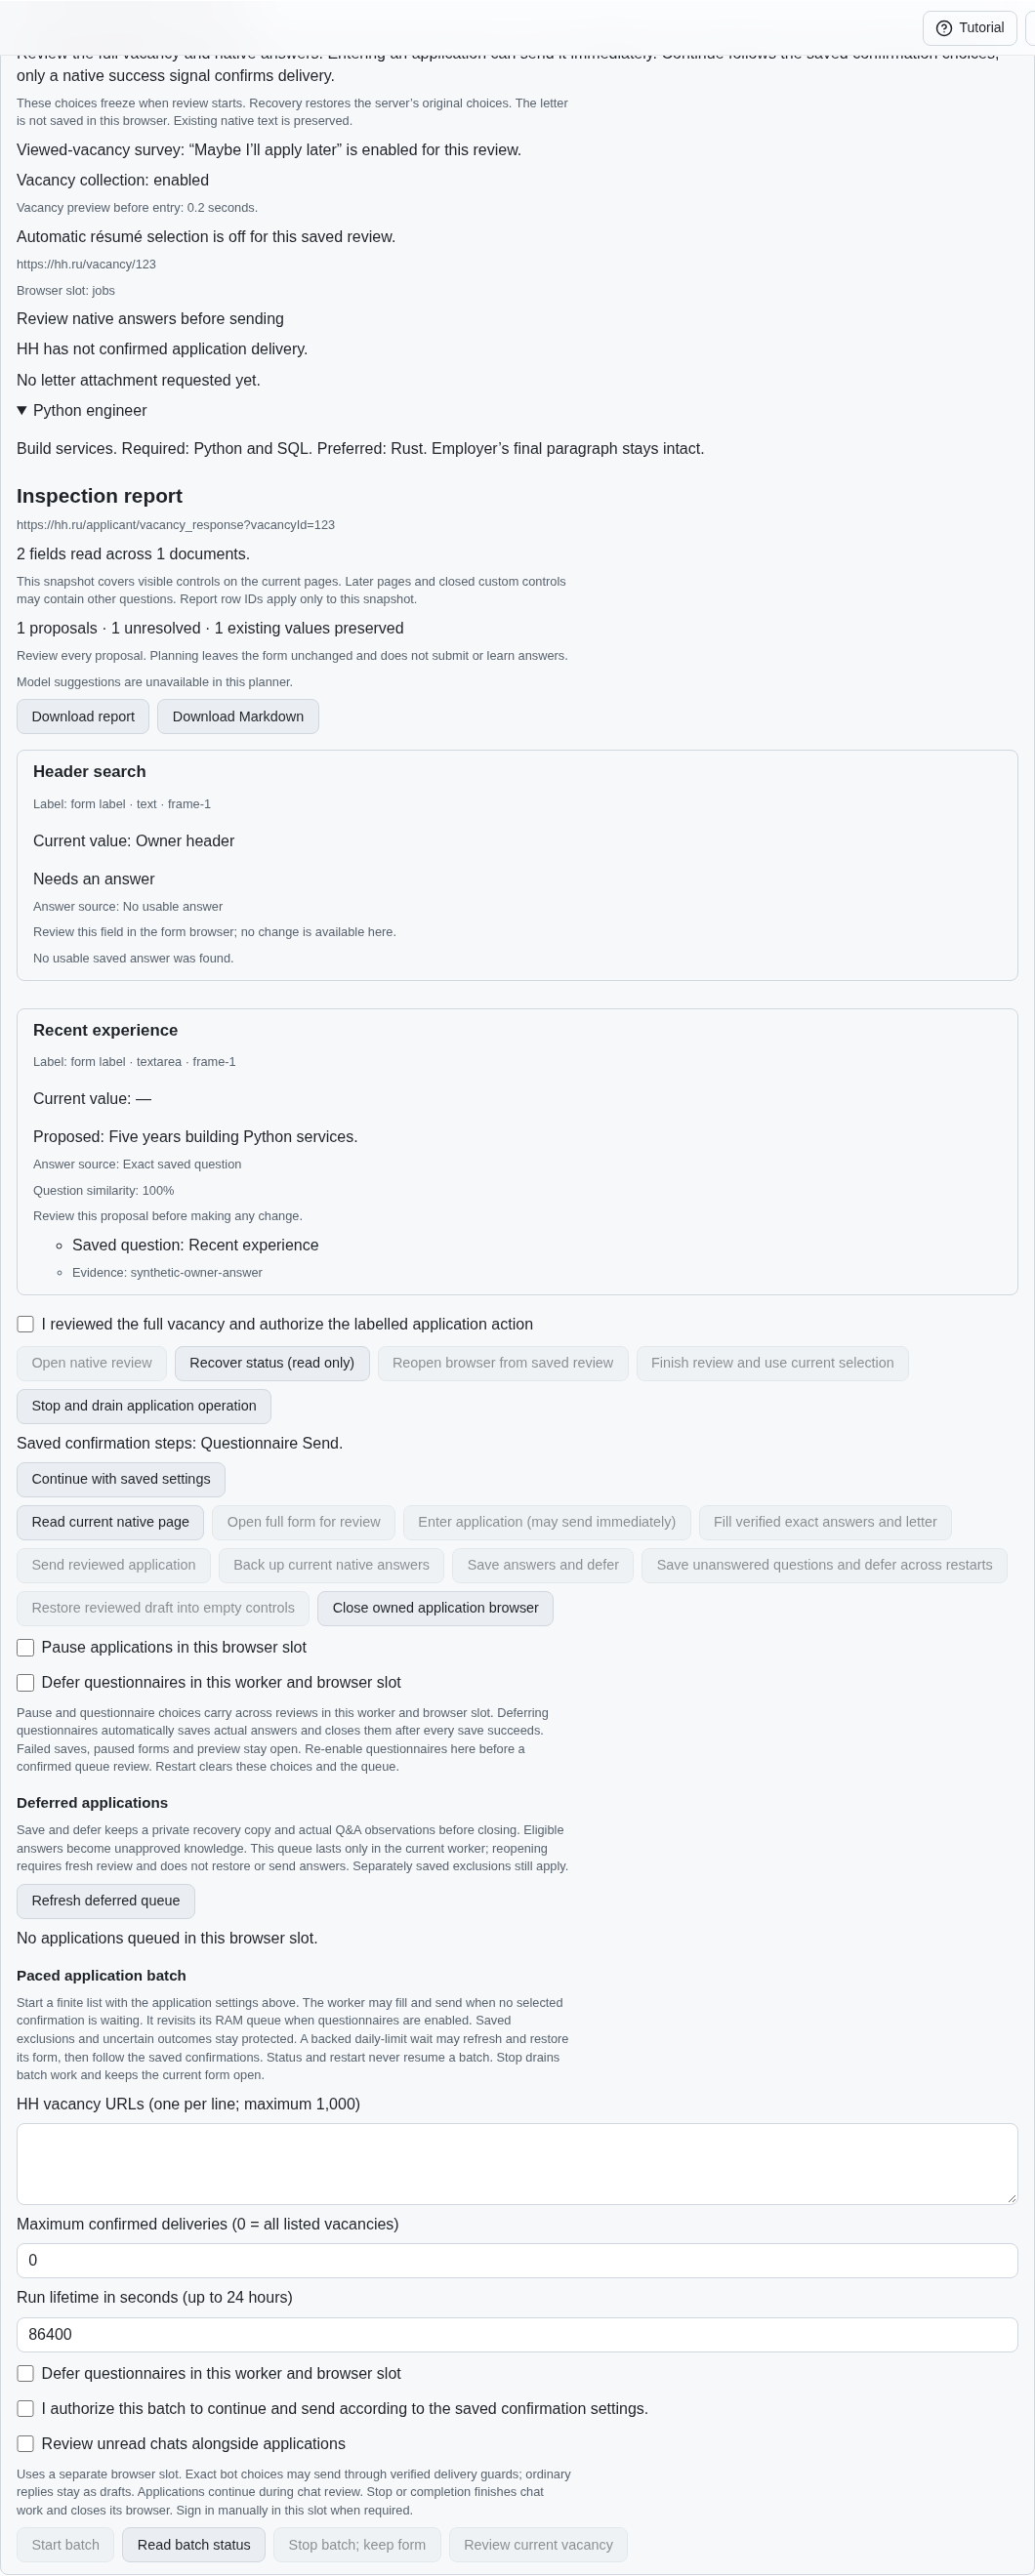 Tutorial
Review the full vacancy and native answers. Entering an application can send it immediately. Continue follows the saved confirmation choices;
only a native success signal confirms delivery.
These choices freeze when review starts. Recovery restores the server’s original choices. The letter
is not saved in this browser. Existing native text is preserved.
Viewed-vacancy survey: “Maybe I’ll apply later” is enabled for this review.
Vacancy collection: enabled
Vacancy preview before entry: 0.2 seconds.
Automatic résumé selection is off for this saved review.
https://hh.ru/vacancy/123
Browser slot: jobs
Review native answers before sending
HH has not confirmed application delivery.
No letter attachment requested yet.
▼ Python engineer
Build services. Required: Python and SQL. Preferred: Rust. Employer’s final paragraph stays intact.
Inspection report
https://hh.ru/applicant/vacancy_response?vacancyId=123
2 fields read across 1 documents.
This snapshot covers visible controls on the current pages. Later pages and closed custom controls
may contain other questions. Report row IDs apply only to this snapshot.
1 proposals · 1 unresolved · 1 existing values preserved
Review every proposal. Planning leaves the form unchanged and does not submit or learn answers.
Model suggestions are unavailable in this planner.
Download report Download Markdown
Header search
Label: form label · text · frame-1
Current value: Owner header
Needs an answer
Answer source: No usable answer
Review this field in the form browser; no change is available here.
No usable saved answer was found.
Recent experience
Label: form label · textarea · frame-1
Current value: —
Proposed: Five years building Python services.
Answer source: Exact saved question
Question similarity: 100%
Review this proposal before making any change.
Saved question: Recent experience
Evidence: synthetic-owner-answer
I reviewed the full vacancy and authorize the labelled application action
Open native review Recover status (read only) Reopen browser from saved review Finish review and use current selection
Stop and drain application operation
Saved confirmation steps: Questionnaire Send.
Continue with saved settings
Read current native page Open full form for review Enter application (may send immediately) Fill verified exact answers and letter
Send reviewed application Back up current native answers Save answers and defer Save unanswered questions and defer across restarts
Restore reviewed draft into empty controls Close owned application browser
Pause applications in this browser slot
Defer questionnaires in this worker and browser slot
Pause and questionnaire choices carry across reviews in this worker and browser slot. Deferring
questionnaires automatically saves actual answers and closes them after every save succeeds.
Failed saves, paused forms and preview stay open. Re-enable questionnaires here before a
confirmed queue review. Restart clears these choices and the queue.
Deferred applications
Save and defer keeps a private recovery copy and actual Q&A observations before closing. Eligible
answers become unapproved knowledge. This queue lasts only in the current worker; reopening
requires fresh review and does not restore or send answers. Separately saved exclusions still apply.
Refresh deferred queue
No applications queued in this browser slot.
Paced application batch
Start a finite list with the application settings above. The worker may fill and send when no selected
confirmation is waiting. It revisits its RAM queue when questionnaires are enabled. Saved
exclusions and uncertain outcomes stay protected. A backed daily-limit wait may refresh and restore
its form, then follow the saved confirmations. Status and restart never resume a batch. Stop drains
batch work and keeps the current form open.
HH vacancy URLs (one per line; maximum 1,000)
Maximum confirmed deliveries (0 = all listed vacancies)
0
Run lifetime in seconds (up to 24 hours)
86400
Defer questionnaires in this worker and browser slot
I authorize this batch to continue and send according to the saved confirmation settings.
Review unread chats alongside applications
Uses a separate browser slot. Exact bot choices may send through verified delivery guards; ordinary
replies stay as drafts. Applications continue during chat review. Stop or completion finishes chat
work and closes its browser. Sign in manually in this slot when required.
Start batch Read batch status Stop batch; keep form Review current vacancy